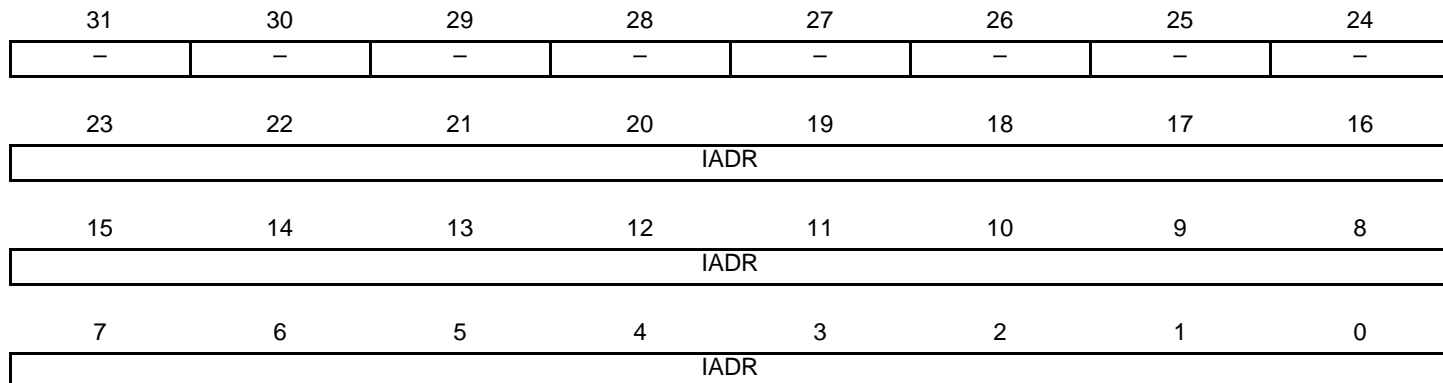 31 30 29 28 27 26 25 24
– – – – – – – –
23 22 21 20 19 18 17 16
IADR
15 14 13 12 11 10 9 8
IADR
7 6 5 4 3 2 1 0
IADR